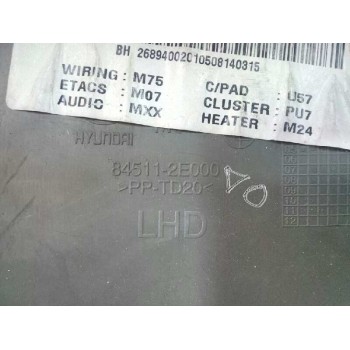 BH 26894002010508140315
WIRING : M75
ETACS : M07
AUDIO : MXX
C/PAD : U57
CLUSTER : PU7
HEATER : M24
HYUNDAI
84511-2E000
>PP-TD20<
LHD